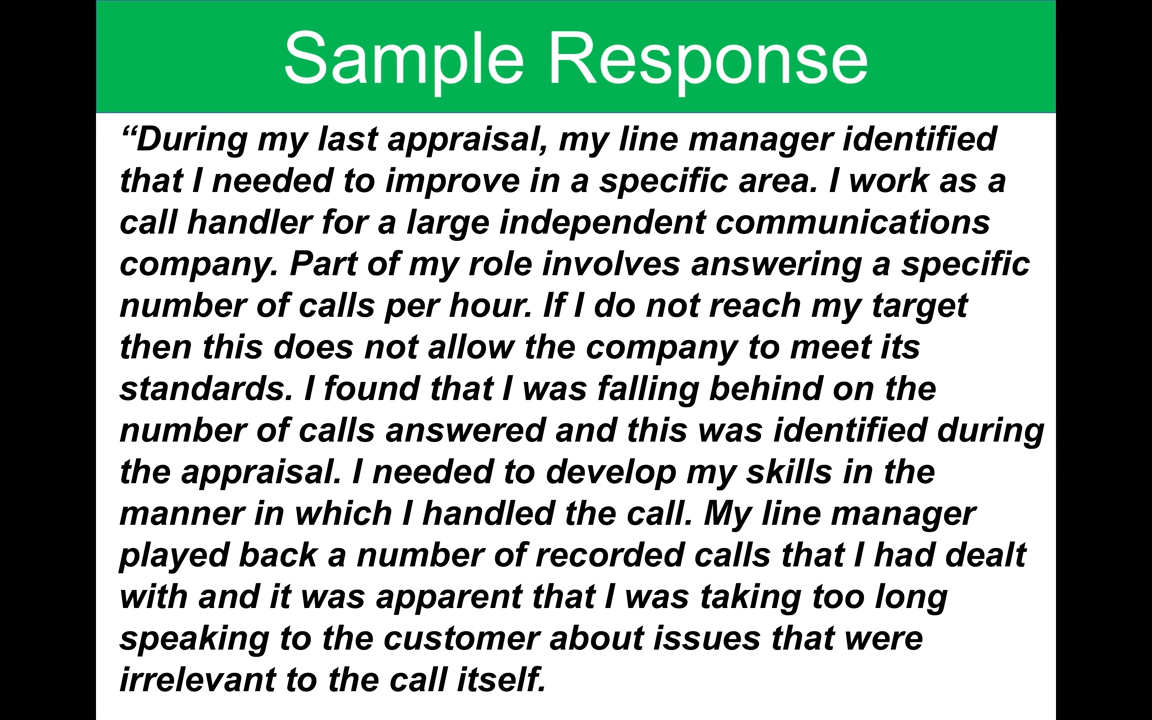 Sample Response
“During my last appraisal, my line manager identified
that I needed to improve in a specific area. I work as a
call handler for a large independent communications
company. Part of my role involves answering a specific
number of calls per hour. If I do not reach my target
then this does not allow the company to meet its
standards. I found that I was falling behind on the
number of calls answered and this was identified during
the appraisal. I needed to develop my skills in the
manner in which I handled the call. My line manager
played back a number of recorded calls that I had dealt
with and it was apparent that I was taking too long
speaking to the customer about issues that were
irrelevant to the call itself.